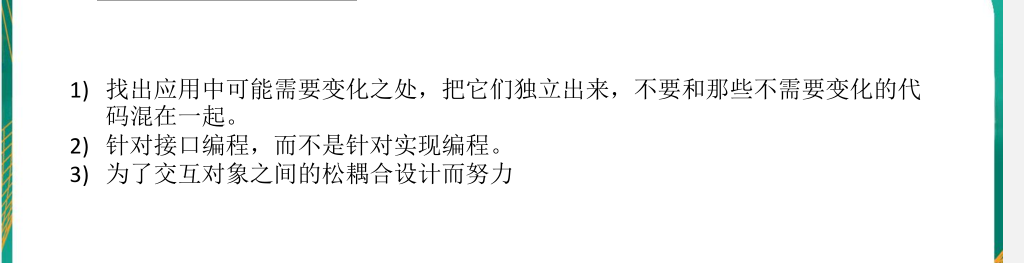 1) 找出应用中可能需要变化之处，把它们独立出来，不要和那些不需要变化的代
码混在一起。
2) 针对接口编程，而不是针对实现编程。
3) 为了交互对象之间的松耦合设计而努力